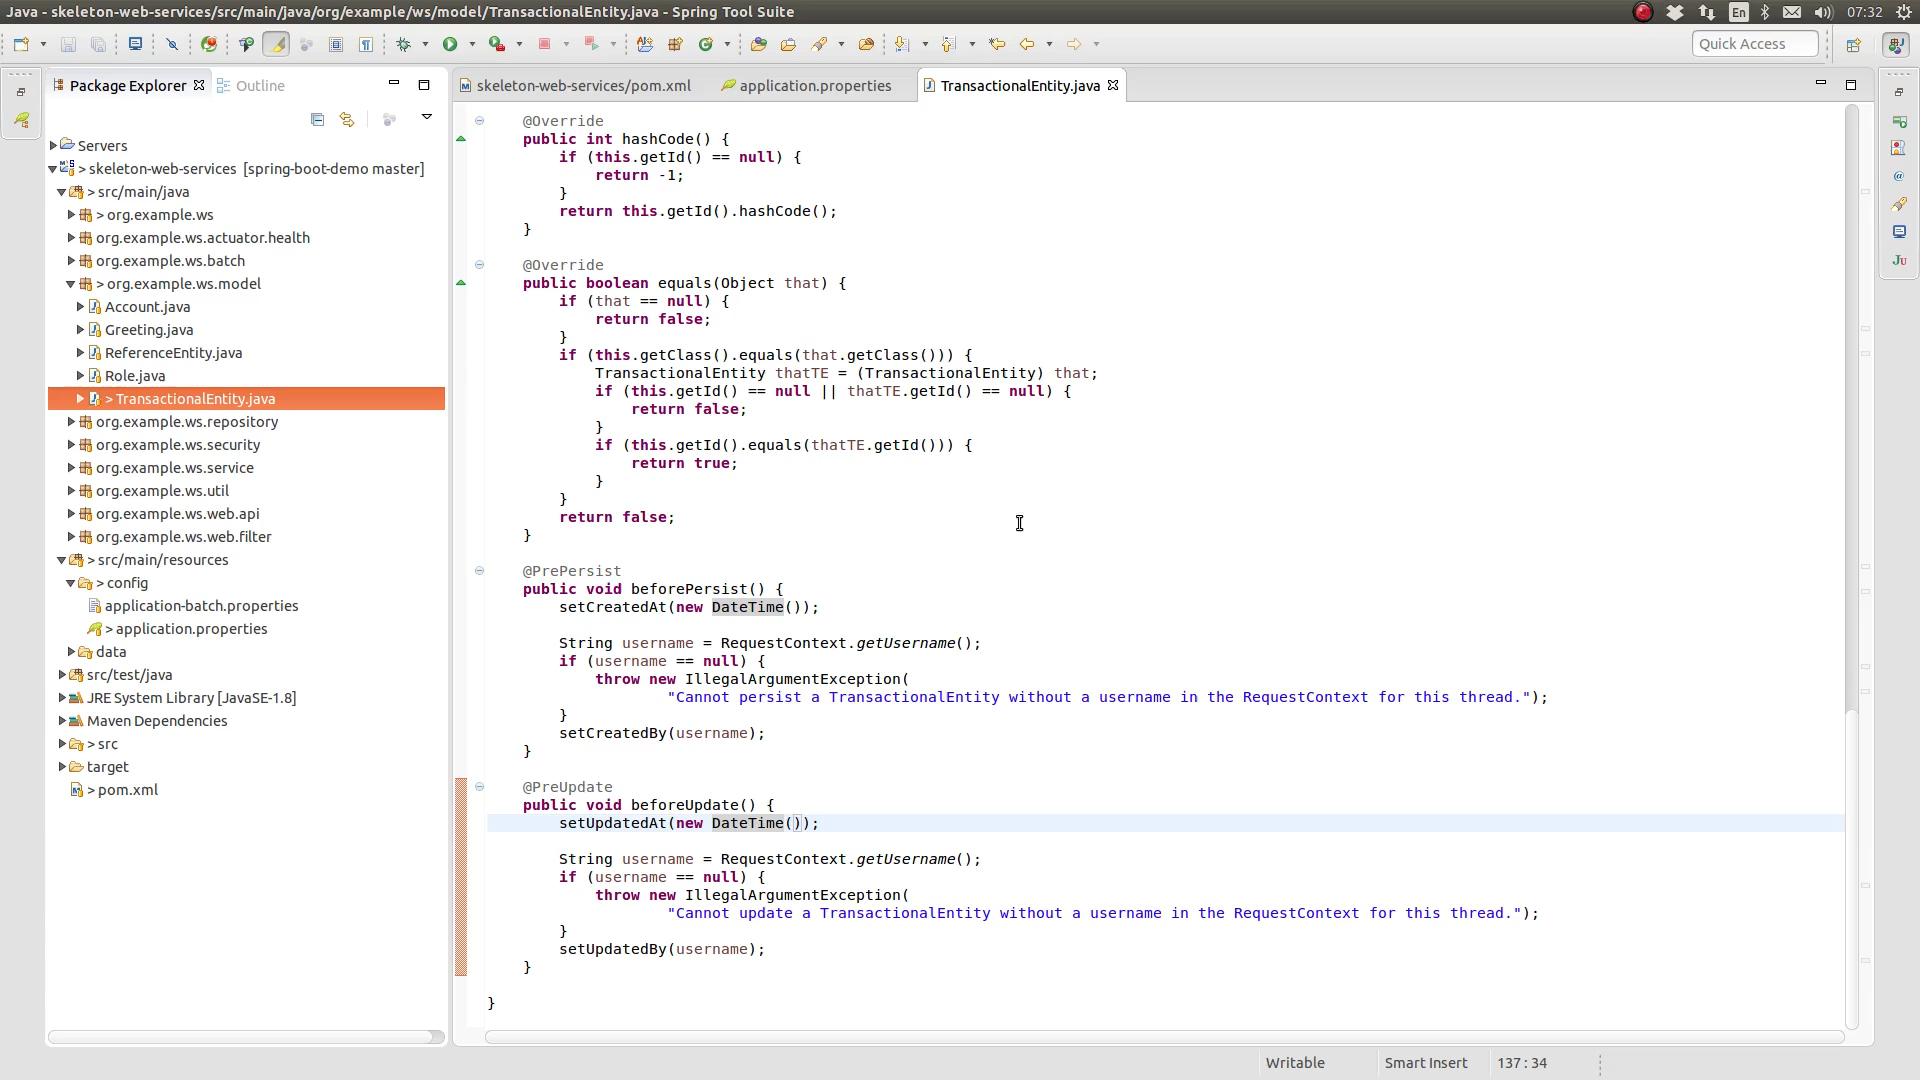 Java - skeleton-web-services/src/main/java/org/example/ws/model/TransactionalEntity.java - Spring Tool Suite
En
07:32
Quick Access
Package Explorer
Outline
skeleton-web-services/pom.xml
application.properties
TransactionalEntity.java
Servers
> skeleton-web-services [spring-boot-demo master]
> src/main/java
> org.example.ws
org.example.ws.actuator.health
org.example.ws.batch
> org.example.ws.model
Account.java
Greeting.java
ReferenceEntity.java
Role.java
> TransactionalEntity.java
org.example.ws.repository
org.example.ws.security
org.example.ws.service
org.example.ws.util
org.example.ws.web.api
org.example.ws.web.filter
> src/main/resources
> config
application-batch.properties
> application.properties
data
src/test/java
JRE System Library [JavaSE-1.8]
Maven Dependencies
> src
target
> pom.xml
@Override
public int hashCode() {
if (this.getId() == null) {
return -1;
}
return this.getId().hashCode();
}
@Override
public boolean equals(Object that) {
if (that == null) {
return false;
}
if (this.getClass().equals(that.getClass())) {
TransactionalEntity thatTE = (TransactionalEntity) that;
if (this.getId() == null || thatTE.getId() == null) {
return false;
}
if (this.getId().equals(thatTE.getId())) {
return true;
}
}
return false;
}
@PrePersist
public void beforePersist() {
setCreatedAt(new DateTime());
String username = RequestContext.getUsername();
if (username == null) {
throw new IllegalArgumentException(
"Cannot persist a TransactionalEntity without a username in the RequestContext for this thread.");
}
setCreatedBy(username);
}
@PreUpdate
public void beforeUpdate() {
setUpdatedAt(new DateTime());
String username = RequestContext.getUsername();
if (username == null) {
throw new IllegalArgumentException(
"Cannot update a TransactionalEntity without a username in the RequestContext for this thread.");
}
setUpdatedBy(username);
}
}
Writable
Smart Insert
137 : 34